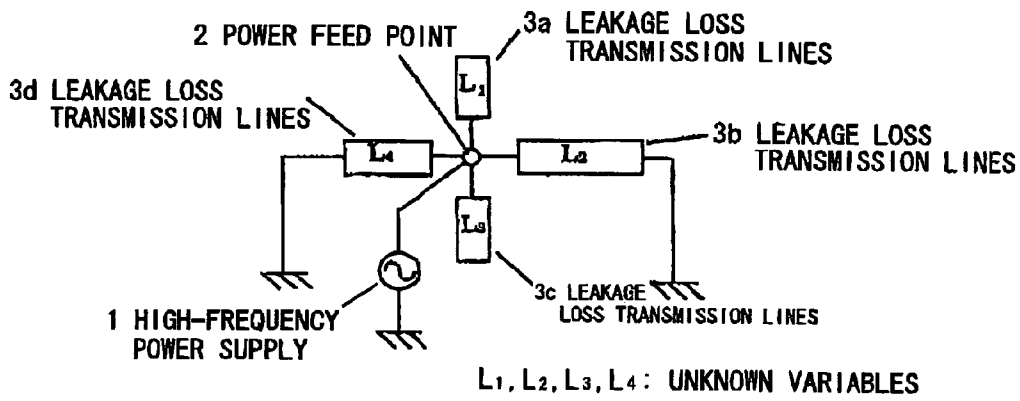 3a LEAKAGE LOSS
TRANSMISSION LINES
2 POWER FEED POINT
L1
3d LEAKAGE LOSS
TRANSMISSION LINES
3b LEAKAGE LOSS
TRANSMISSION LINES
L4
L2
L3
3c LEAKAGE
LOSS TRANSMISSION LINES
1 HIGH-FREQUENCY
POWER SUPPLY
L1, L2, L3, L4: UNKNOWN VARIABLES